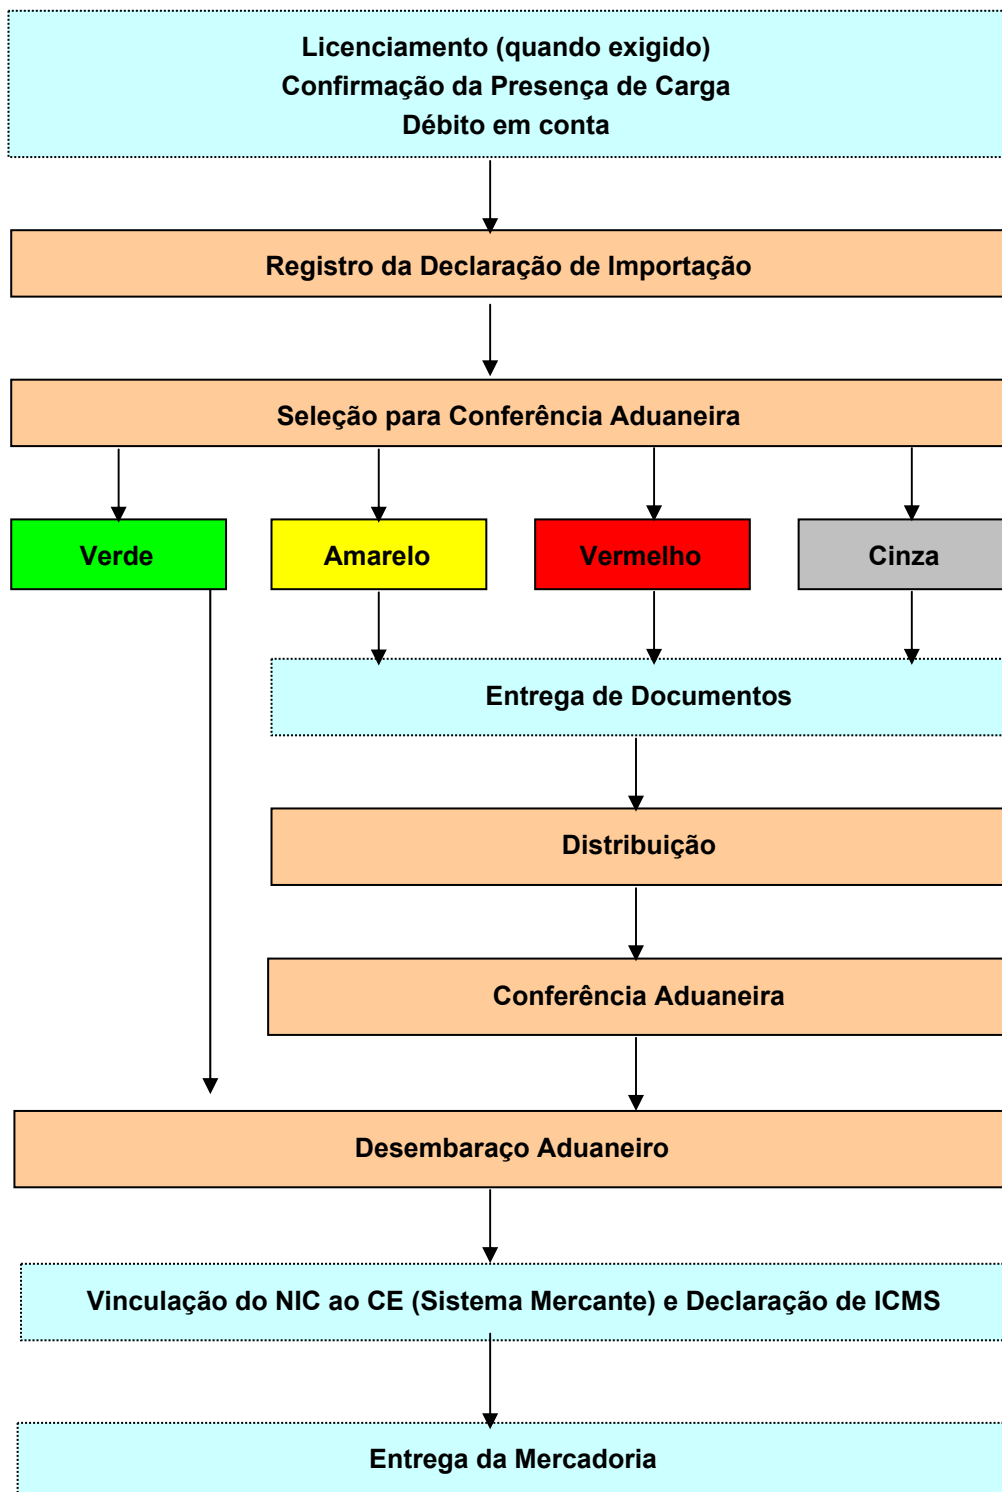 Licenciamento (quando exigido)
Confirmação da Presença de Carga
Débito em conta
Registro da Declaração de Importação
Seleção para Conferência Aduaneira
Verde
Amarelo
Vermelho
Cinza
Entrega de Documentos
Distribuição
Conferência Aduaneira
Desembaraço Aduaneiro
Vinculação do NIC ao CE (Sistema Mercante) e Declaração de ICMS
Entrega da Mercadoria